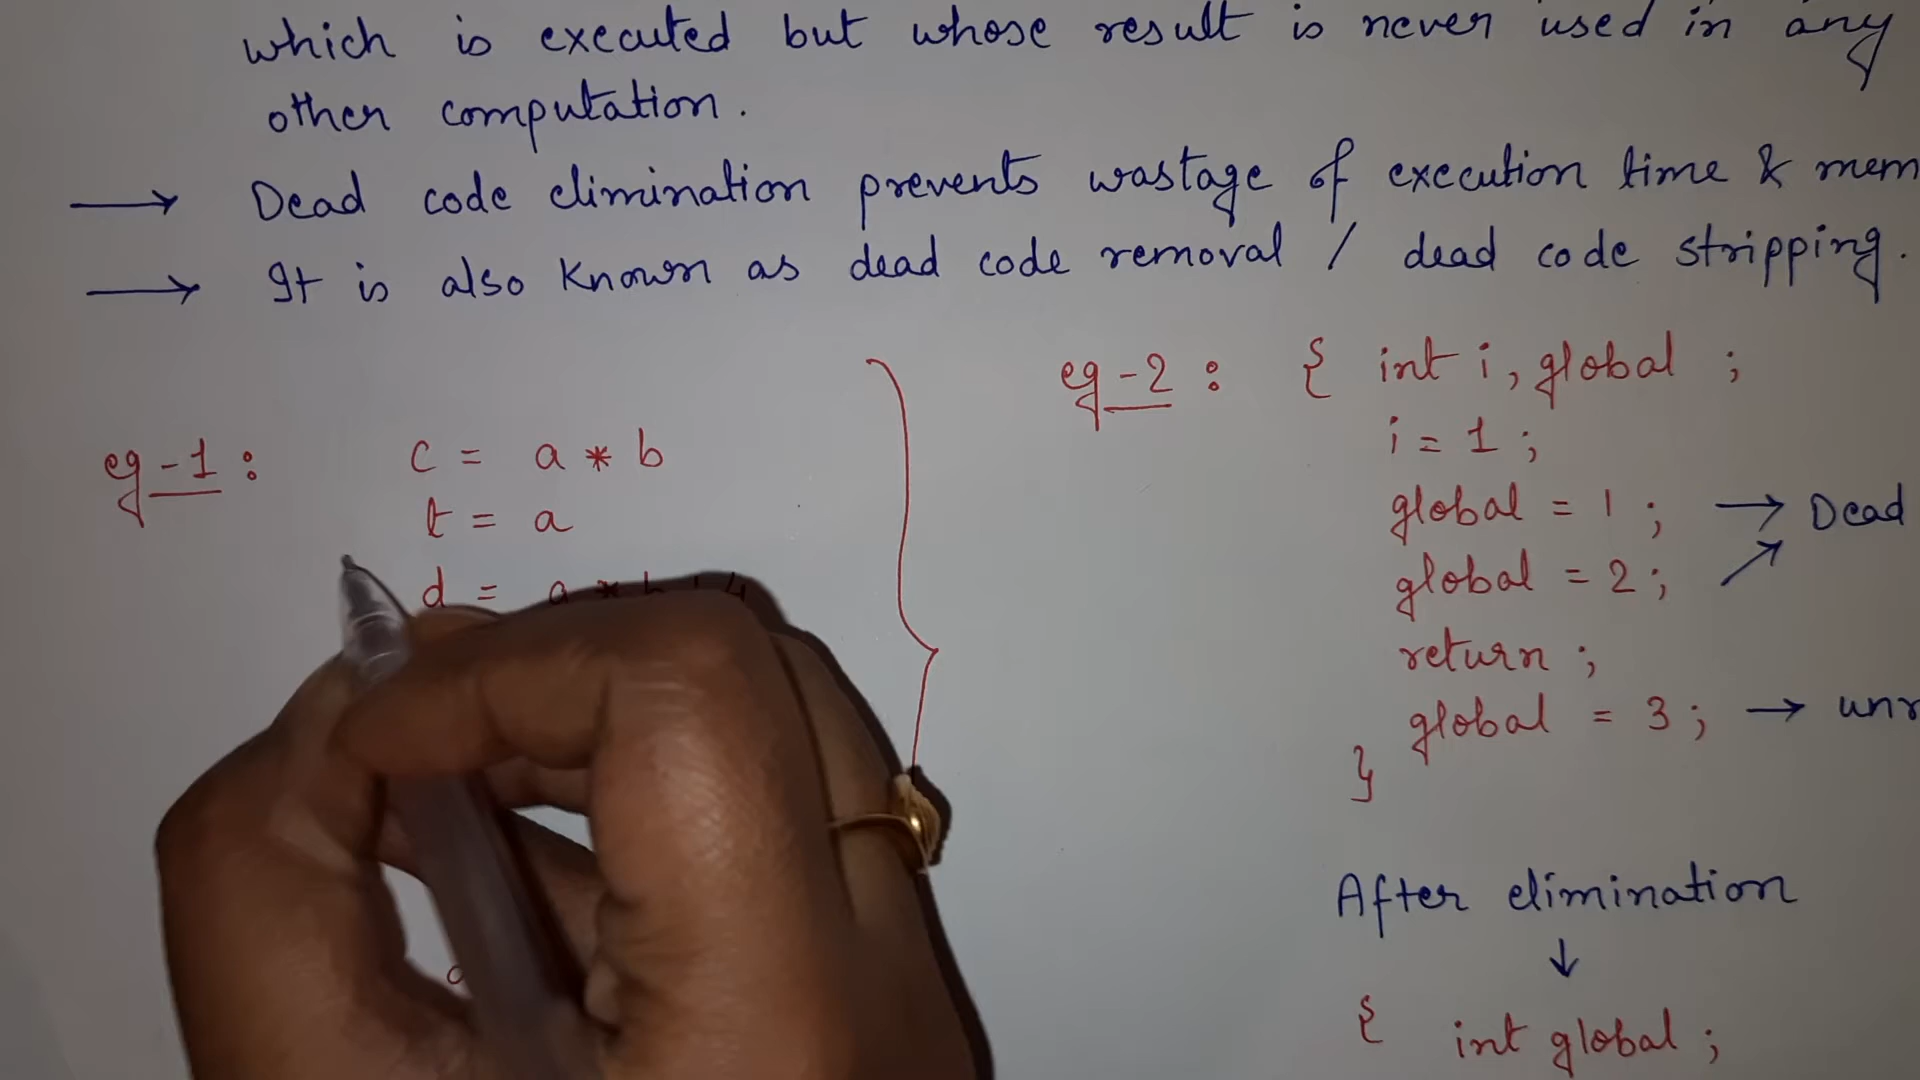 which is executed but whose result is never used in any
other computation.
→ Dead code elimination prevents wastage of execution time & mem
→ It is also known as dead code removal / dead code stripping.
eg-1: c = a * b
t = a
d = a * b + 4
eg-2: { int i, global ;
i = 1 ;
global = 1 ; → Dead
global = 2 ;
return ;
global = 3 ; → unr
}
After elimination
↓
{ int global ;